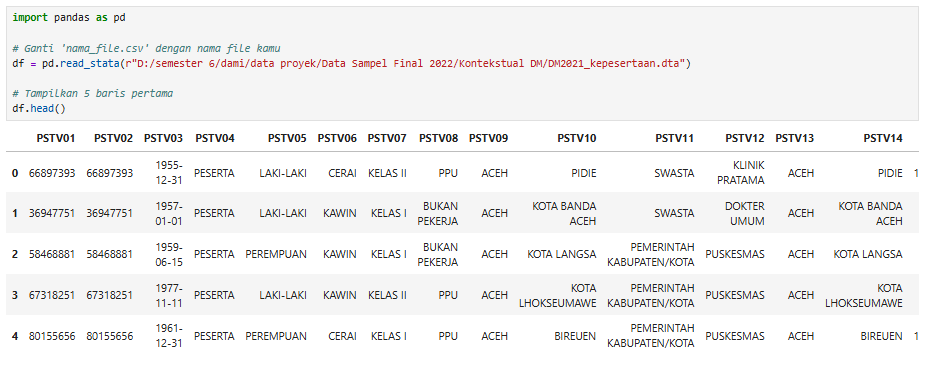 import pandas as pd
# Ganti 'nama_file.csv' dengan nama file kamu
df = pd.read_stata(r"D:/semester 6/dami/data proyek/Data Sampel Final 2022/Kontekstual DM/DM2021_kepesertaan.dta")
# Tampilkan 5 baris pertama
df.head()
PSTV01 PSTV02 PSTV03 PSTV04 PSTV05 PSTV06 PSTV07 PSTV08 PSTV09 PSTV10 PSTV11 PSTV12 PSTV13 PSTV14
0 66897393 66897393 1955-12-31 PESERTA LAKI-LAKI CERAI KELAS II PPU ACEH PIDIE SWASTA KLINIK PRATAMA ACEH PIDIE 1
1 36947751 36947751 1957-01-01 PESERTA LAKI-LAKI KAWIN KELAS I BUKAN PEKERJA ACEH KOTA BANDA ACEH SWASTA DOKTER UMUM ACEH KOTA BANDA ACEH
2 58468881 58468881 1959-06-15 PESERTA PEREMPUAN KAWIN KELAS I BUKAN PEKERJA ACEH KOTA LANGSA PEMERINTAH KABUPATEN/KOTA PUSKESMAS ACEH KOTA LANGSA
3 67318251 67318251 1977-11-11 PESERTA LAKI-LAKI KAWIN KELAS II PPU ACEH KOTA LHOKSEUMAWE PEMERINTAH KABUPATEN/KOTA PUSKESMAS ACEH KOTA LHOKSEUMAWE
4 80155656 80155656 1961-12-31 PESERTA PEREMPUAN CERAI KELAS I PPU ACEH BIREUEN PEMERINTAH KABUPATEN/KOTA PUSKESMAS ACEH BIREUEN 1